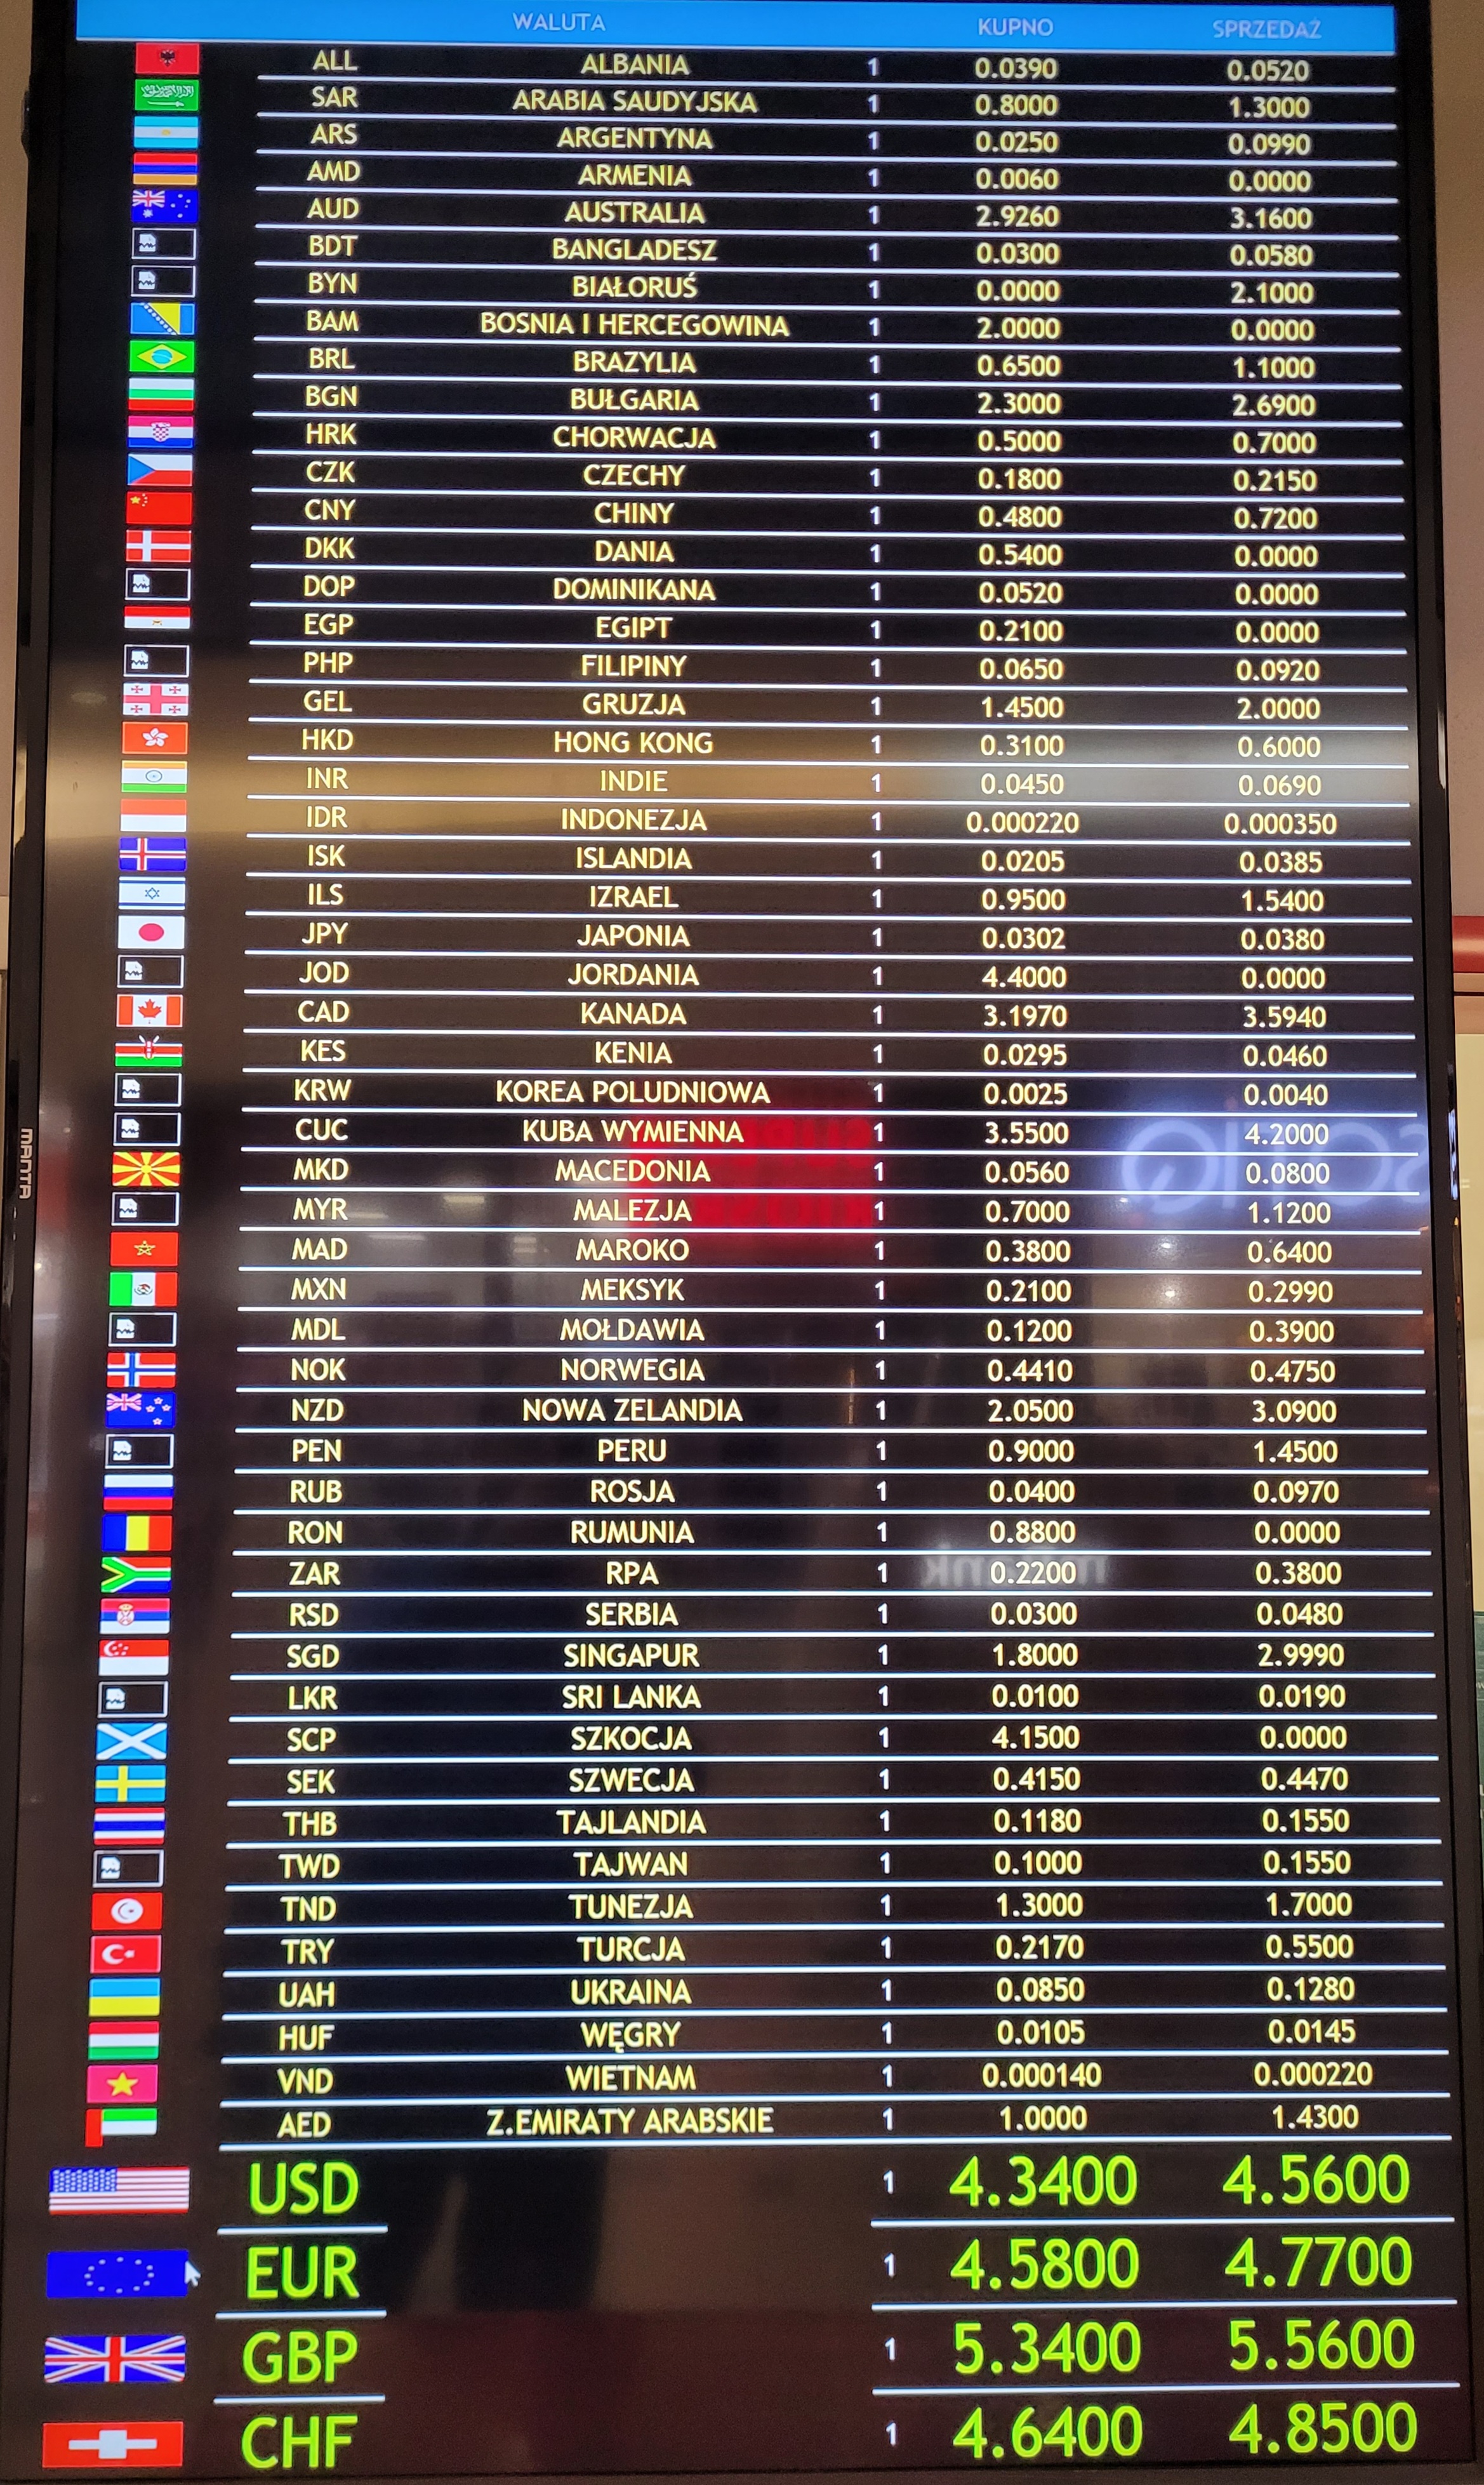 WALUTA KUPNO SPRZEDAŻ
ALL ALBANIA 1 0.0390 0.0520
SAR ARABIA SAUDYJSKA 1 0.8000 1.3000
ARS ARGENTYNA 1 0.0250 0.0990
AMD ARMENIA 1 0.0060 0.0000
AUD AUSTRALIA 1 2.9260 3.1600
BDT BANGLADESZ 1 0.0300 0.0580
BYN BIAŁORUŚ 1 0.0000 2.1000
BAM BOSNIA I HERCEGOWINA 1 2.0000 0.0000
BRL BRAZYLIA 1 0.6500 1.1000
BGN BUŁGARIA 1 2.3000 2.6900
HRK CHORWACJA 1 0.5000 0.7000
CZK CZECHY 1 0.1800 0.2150
CNY CHINY 1 0.4800 0.7200
DKK DANIA 1 0.5400 0.0000
DOP DOMINIKANA 1 0.0520 0.0000
EGP EGIPT 1 0.2100 0.0000
PHP FILIPINY 1 0.0650 0.0920
GEL GRUZJA 1 1.4500 2.0000
HKD HONG KONG 1 0.3100 0.6000
INR INDIE 1 0.0450 0.0690
IDR INDONEZJA 1 0.000220 0.000350
ISK ISLANDIA 1 0.0205 0.0385
ILS IZRAEL 1 0.9500 1.5400
JPY JAPONIA 1 0.0302 0.0380
JOD JORDANIA 1 4.4000 0.0000
CAD KANADA 1 3.1970 3.5940
KES KENIA 1 0.0295 0.0460
KRW KOREA POLUDNIOWA 1 0.0025 0.0040
CUC KUBA WYMIENNA 1 3.5500 4.2000
MKD MACEDONIA 1 0.0560 0.0800
MYR MALEZJA 1 0.7000 1.1200
MAD MAROKO 1 0.3800 0.6400
MXN MEKSYK 1 0.2100 0.2990
MDL MOŁDAWIA 1 0.1200 0.3900
NOK NORWEGIA 1 0.4410 0.4750
NZD NOWA ZELANDIA 1 2.0500 3.0900
PEN PERU 1 0.9000 1.4500
RUB ROSJA 1 0.0400 0.0970
RON RUMUNIA 1 0.8800 0.0000
ZAR RPA 1 0.2200 0.3800
RSD SERBIA 1 0.0300 0.0480
SGD SINGAPUR 1 1.8000 2.9990
LKR SRI LANKA 1 0.0100 0.0190
SCP SZKOCJA 1 4.1500 0.0000
SEK SZWECJA 1 0.4150 0.4470
THB TAJLANDIA 1 0.1180 0.1550
TWD TAJWAN 1 0.1000 0.1550
TND TUNEZJA 1 1.3000 1.7000
TRY TURCJA 1 0.2170 0.5500
UAH UKRAINA 1 0.0850 0.1280
HUF WĘGRY 1 0.0105 0.0145
VND WIETNAM 1 0.000140 0.000220
AED Z.EMIRATY ARABSKIE 1 1.0000 1.4300
USD 1 4.3400 4.5600
EUR 1 4.5800 4.7700
GBP 1 5.3400 5.5600
CHF 1 4.6400 4.8500
MANTA